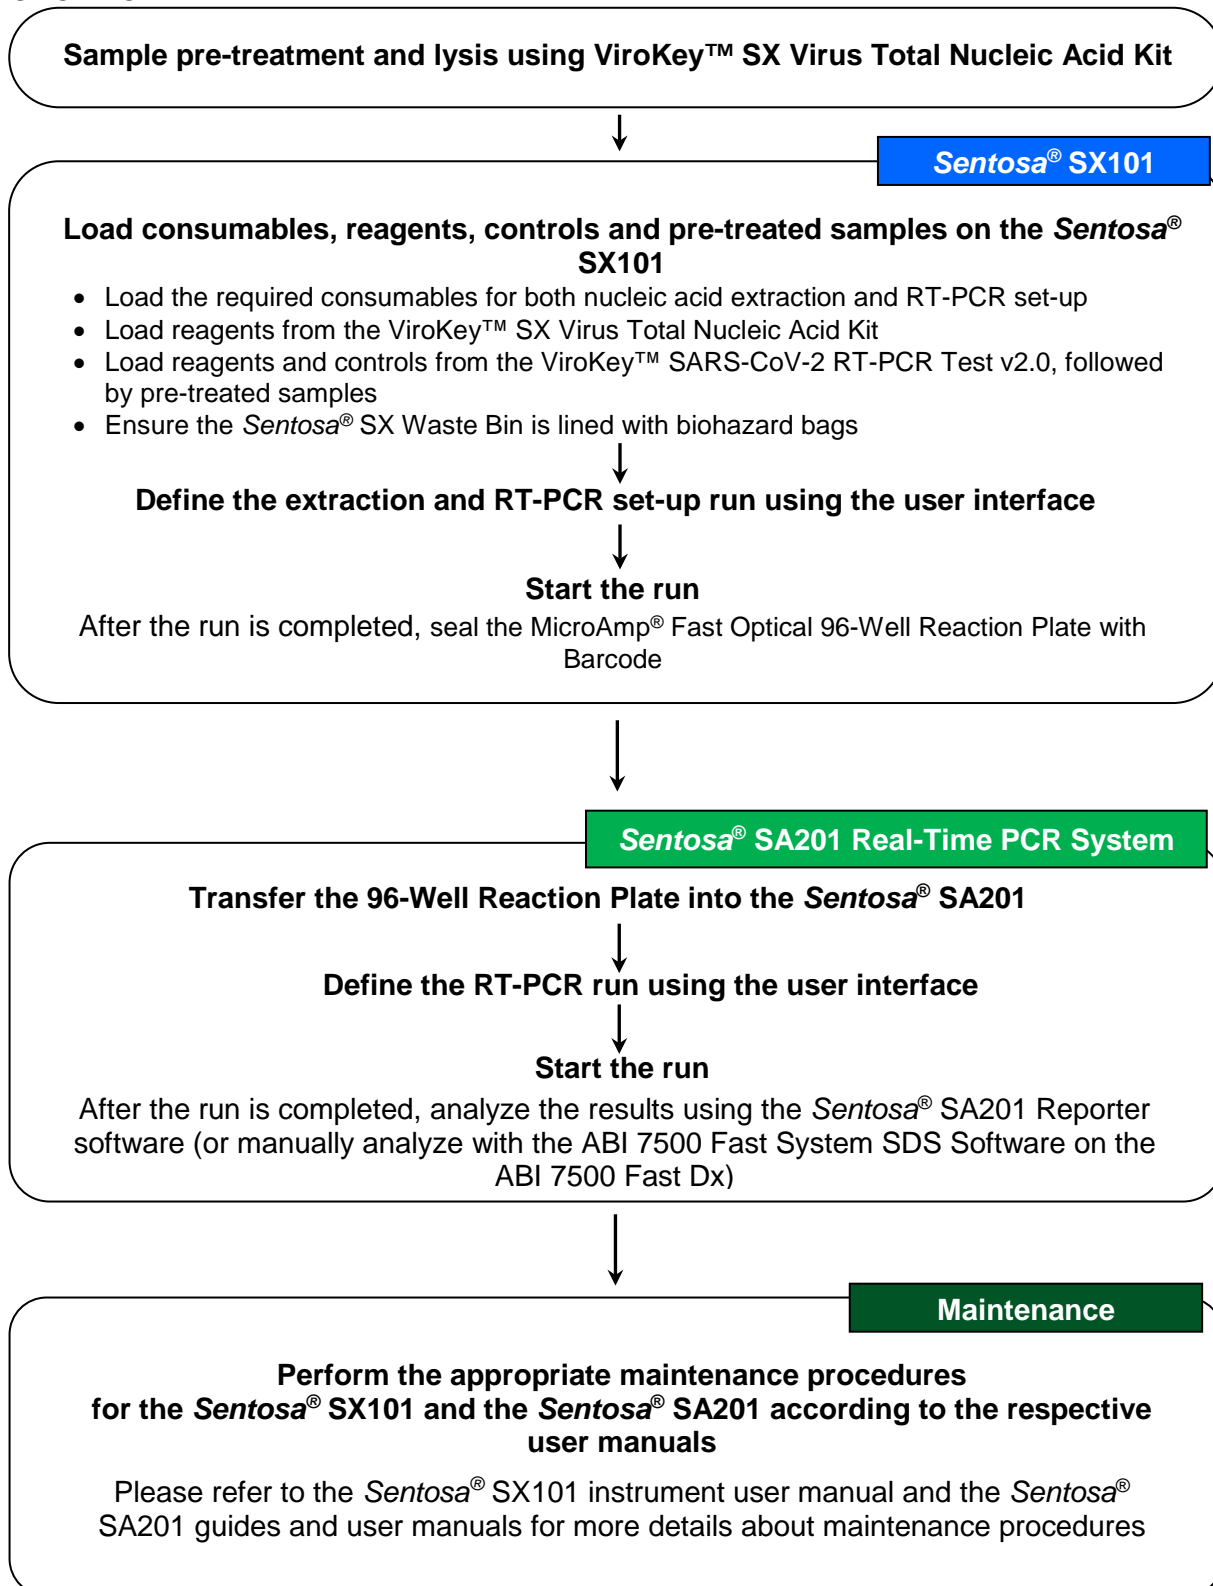 Sample pre-treatment and lysis using ViroKey™ SX Virus Total Nucleic Acid Kit
Sentosa® SX101
Load consumables, reagents, controls and pre-treated samples on the Sentosa®
SX101
• Load the required consumables for both nucleic acid extraction and RT-PCR set-up
• Load reagents from the ViroKey™ SX Virus Total Nucleic Acid Kit
• Load reagents and controls from the ViroKey™ SARS-CoV-2 RT-PCR Test v2.0, followed
by pre-treated samples
• Ensure the Sentosa® SX Waste Bin is lined with biohazard bags
Define the extraction and RT-PCR set-up run using the user interface
Start the run
After the run is completed, seal the MicroAmp® Fast Optical 96-Well Reaction Plate with
Barcode
Sentosa® SA201 Real-Time PCR System
Transfer the 96-Well Reaction Plate into the Sentosa® SA201
Define the RT-PCR run using the user interface
Start the run
After the run is completed, analyze the results using the Sentosa® SA201 Reporter
software (or manually analyze with the ABI 7500 Fast System SDS Software on the
ABI 7500 Fast Dx)
Maintenance
Perform the appropriate maintenance procedures
for the Sentosa® SX101 and the Sentosa® SA201 according to the respective
user manuals
Please refer to the Sentosa® SX101 instrument user manual and the Sentosa®
SA201 guides and user manuals for more details about maintenance procedures